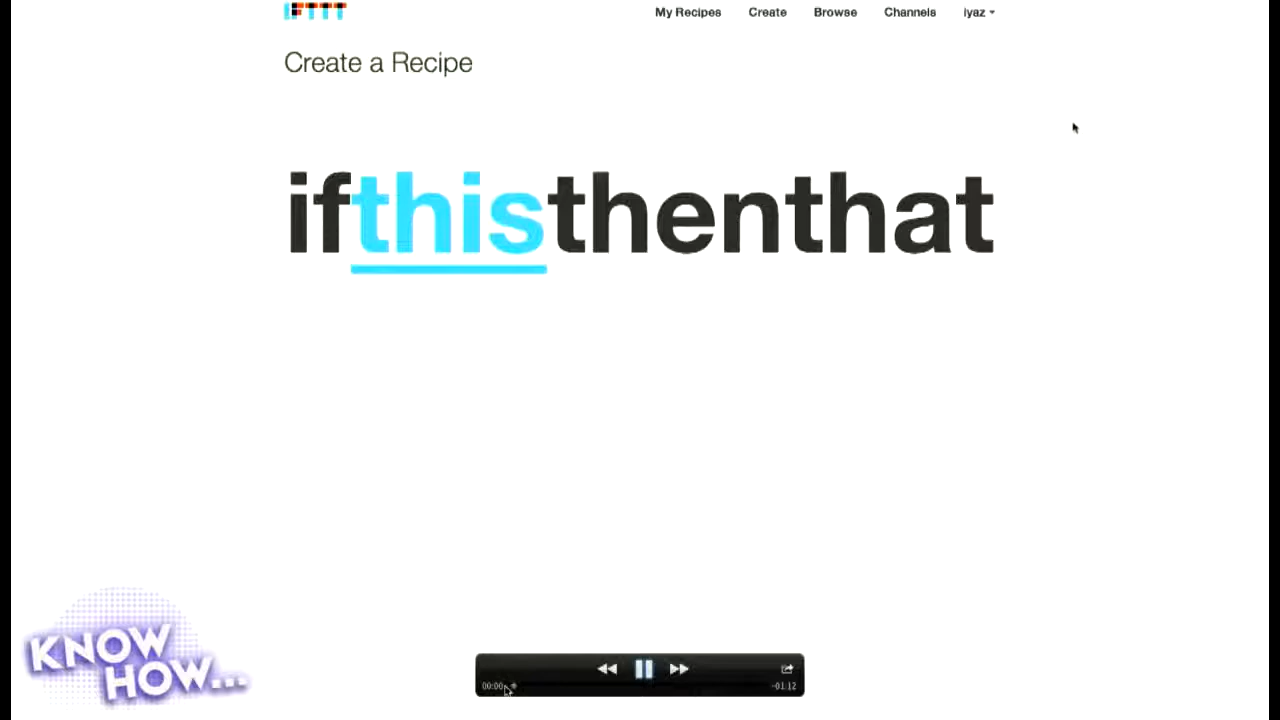 IFTTT
My Recipes Create Browse Channels iyaz
Create a Recipe
ifthisthenthat
KNOW
HOW...
00:00 -01:12